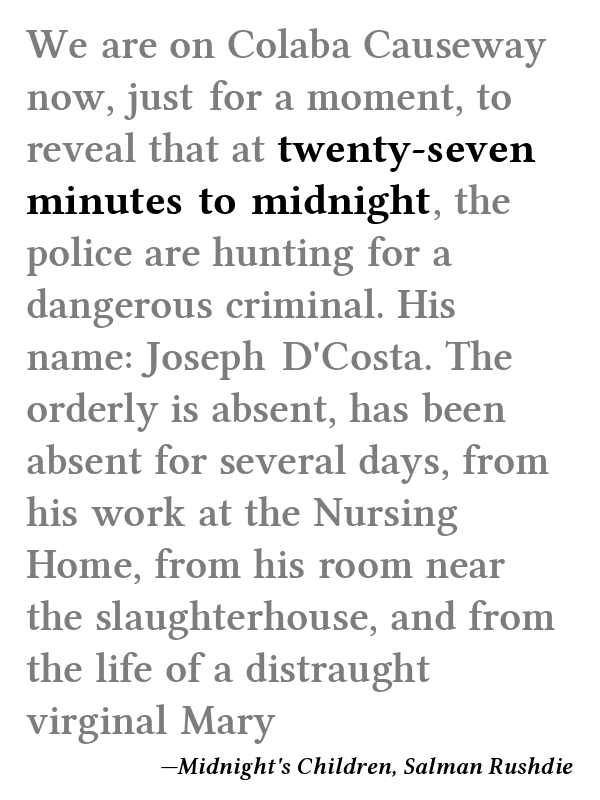 We are on Colaba Causeway
now, just for a moment, to
reveal that at twenty-seven
minutes to midnight, the
police are hunting for a
dangerous criminal. His
name: Joseph D'Costa. The
orderly is absent, has been
absent for several days, from
his work at the Nursing
Home, from his room near
the slaughterhouse, and from
the life of a distraught
virginal Mary
—Midnight's Children, Salman Rushdie